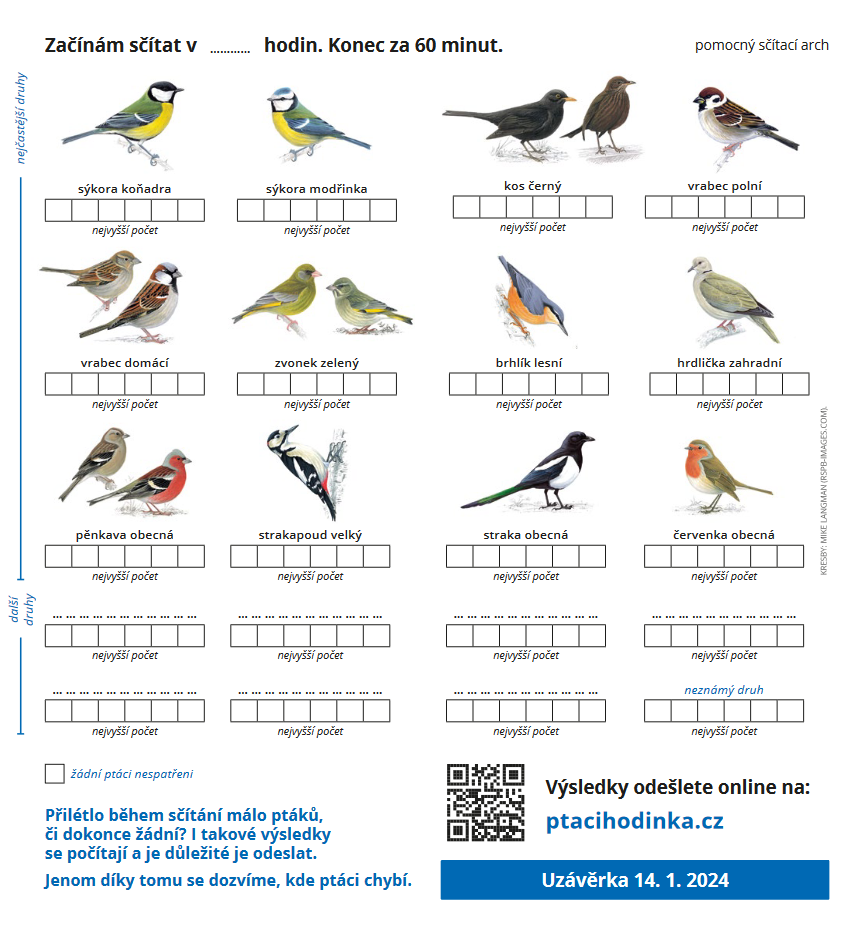 Začínám sčítat v ............ hodin. Konec za 60 minut.
pomocný sčítací arch
nejčastější druhy
sýkora koňadra
sýkora modřinka
kos černý
vrabec polní
nejvyšší počet
nejvyšší počet
nejvyšší počet
nejvyšší počet
vrabec domácí
zvonek zelený
brhlík lesní
hrdlička zahradní
nejvyšší počet
nejvyšší počet
nejvyšší počet
nejvyšší počet
pěnkava obecná
strakapoud velký
straka obecná
červenka obecná
nejvyšší počet
nejvyšší počet
nejvyšší počet
nejvyšší počet
KRESBY: MIKE LANGMAN (RSPB-IMAGES.COM).
další
druhy
... ... ... ... ... ... ... ... ... ... ...
... ... ... ... ... ... ... ... ... ... ...
... ... ... ... ... ... ... ... ... ... ...
... ... ... ... ... ... ... ... ... ... ...
nejvyšší počet
nejvyšší počet
nejvyšší počet
nejvyšší počet
... ... ... ... ... ... ... ... ... ... ...
... ... ... ... ... ... ... ... ... ... ...
... ... ... ... ... ... ... ... ... ... ...
neznámý druh
nejvyšší počet
nejvyšší počet
nejvyšší počet
nejvyšší počet
žádní ptáci nespatřeni
Přilétlo během sčítání málo ptáků,
či dokonce žádní? I takové výsledky
se počítají a je důležité je odeslat.
Jenom díky tomu se dozvíme, kde ptáci chybí.
Výsledky odešlete online na:
ptacihodinka.cz
Uzávěrka 14. 1. 2024